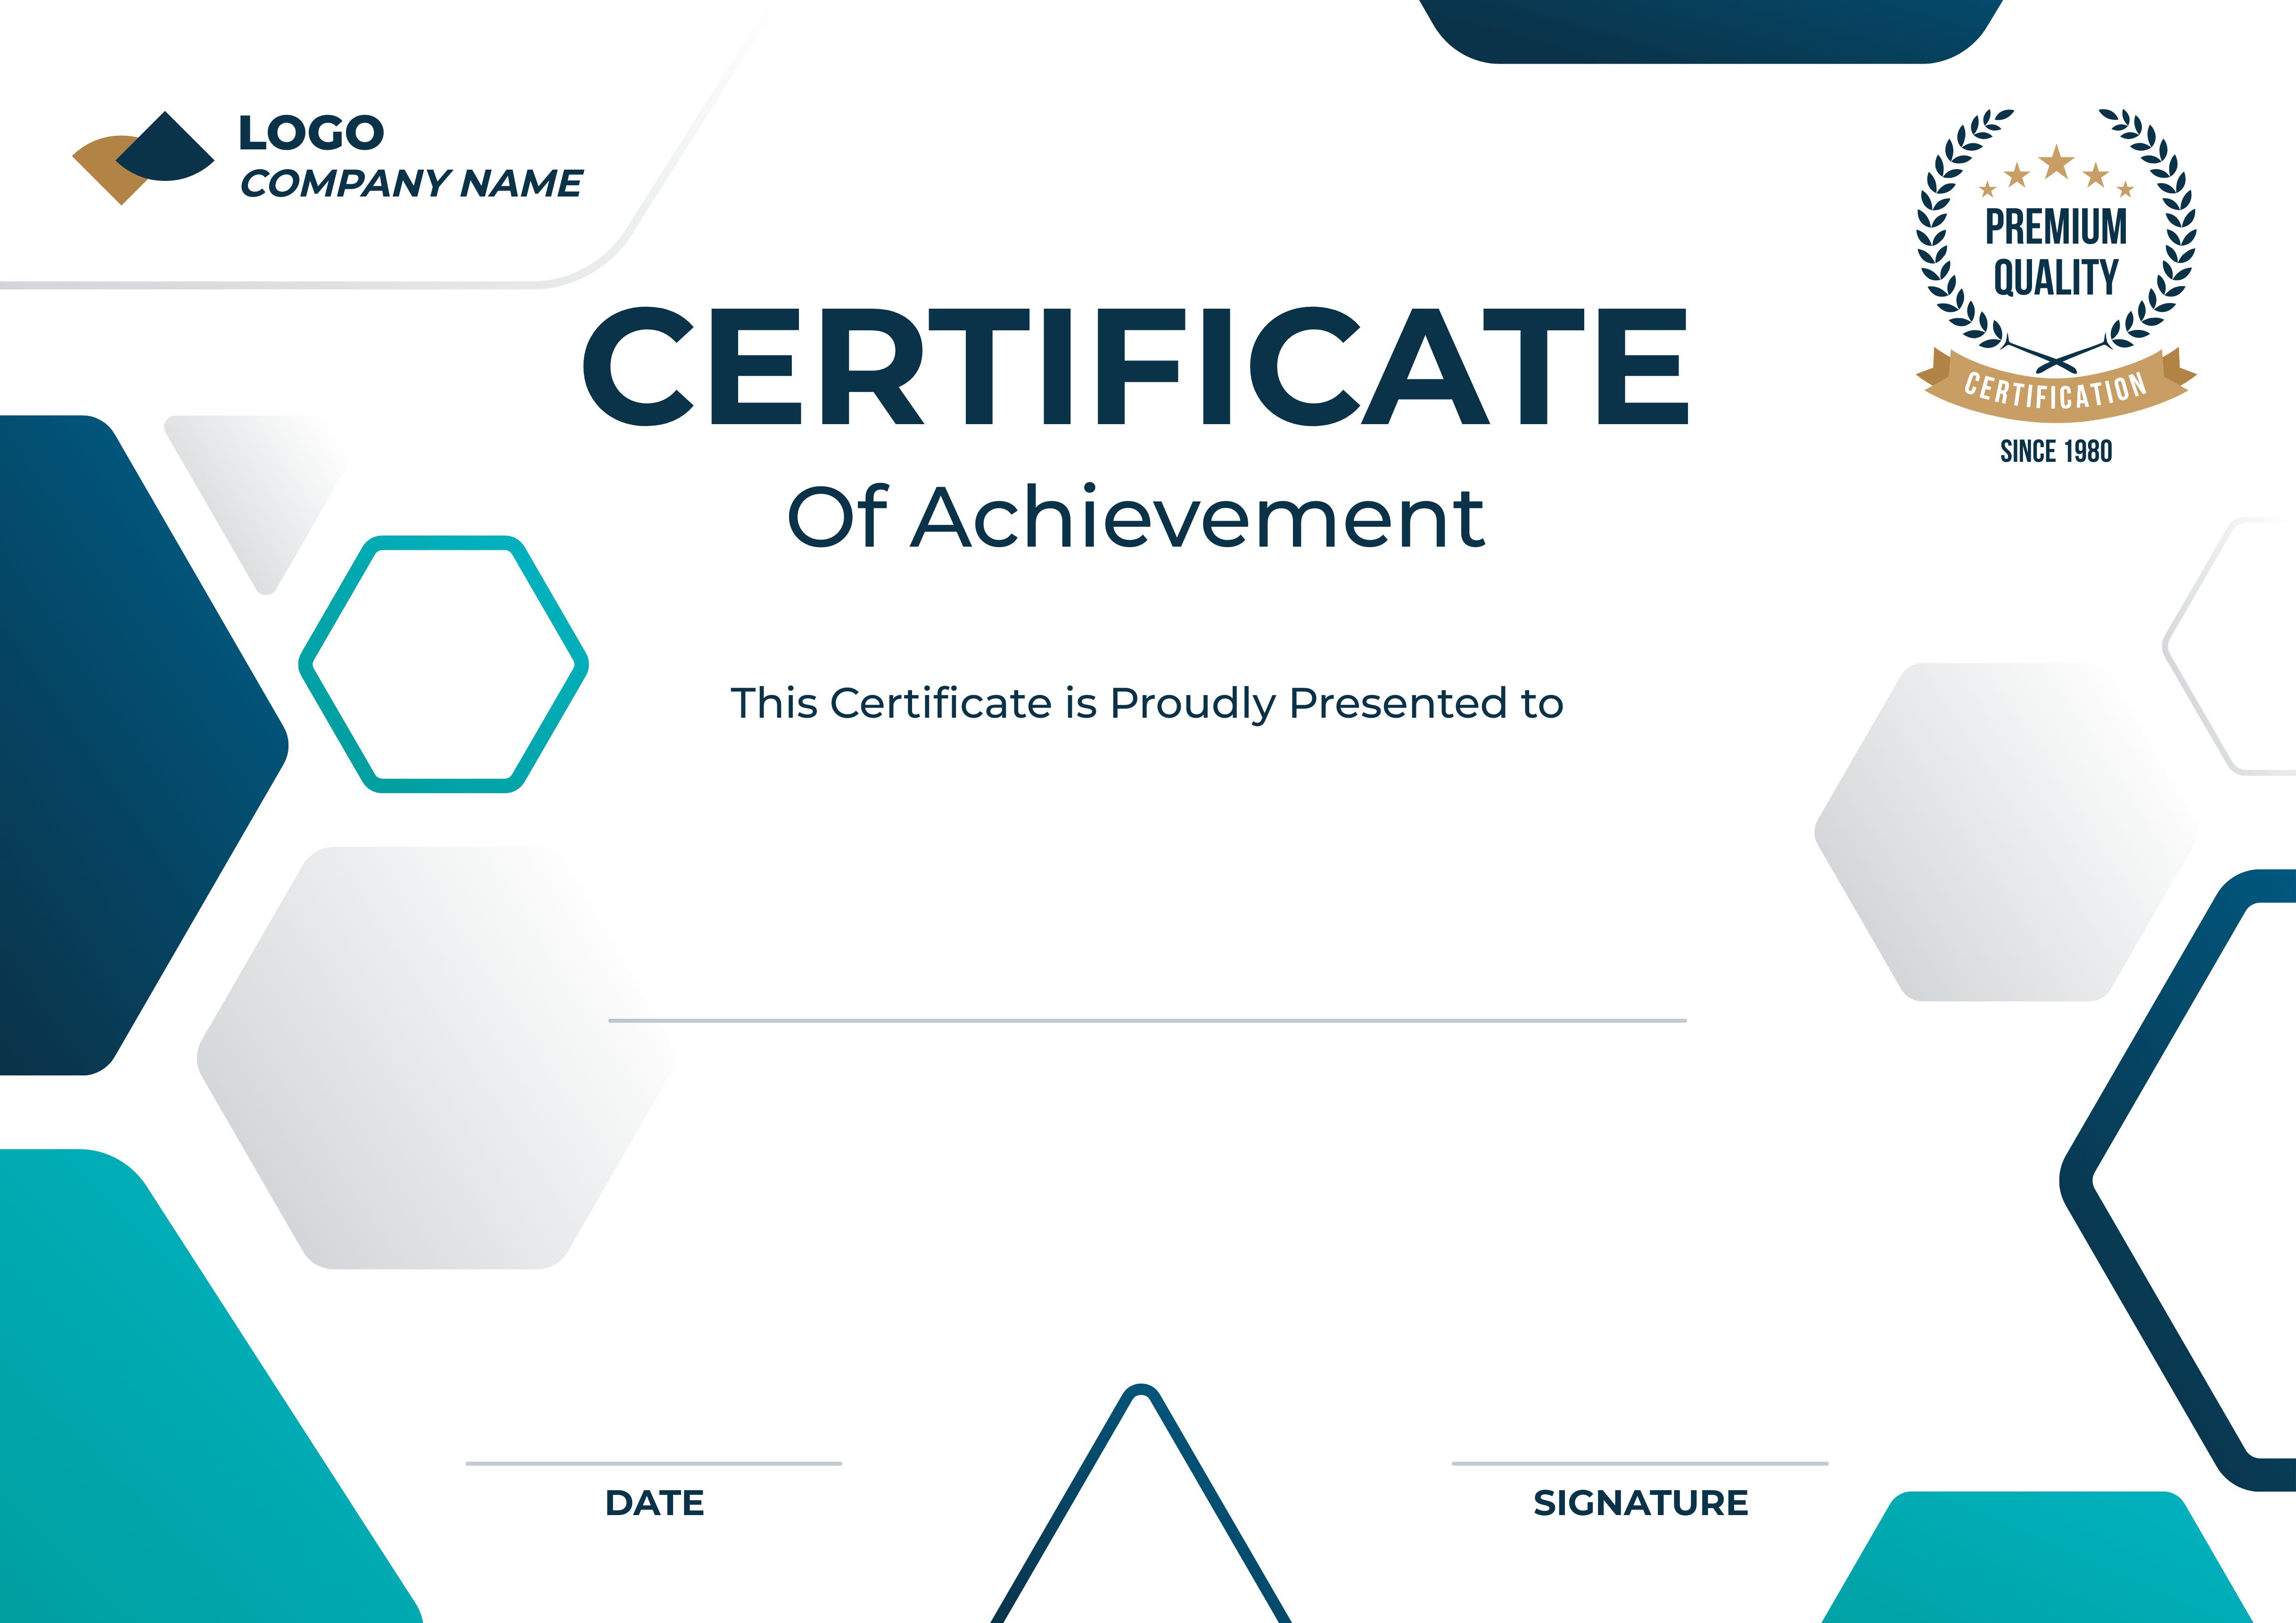 LOGO
COMPANY NAME
PREMIUM
QUALITY
CERTIFICATION
SINCE 1980
CERTIFICATE
Of Achievement
This Certificate is Proudly Presented to
DATE
SIGNATURE